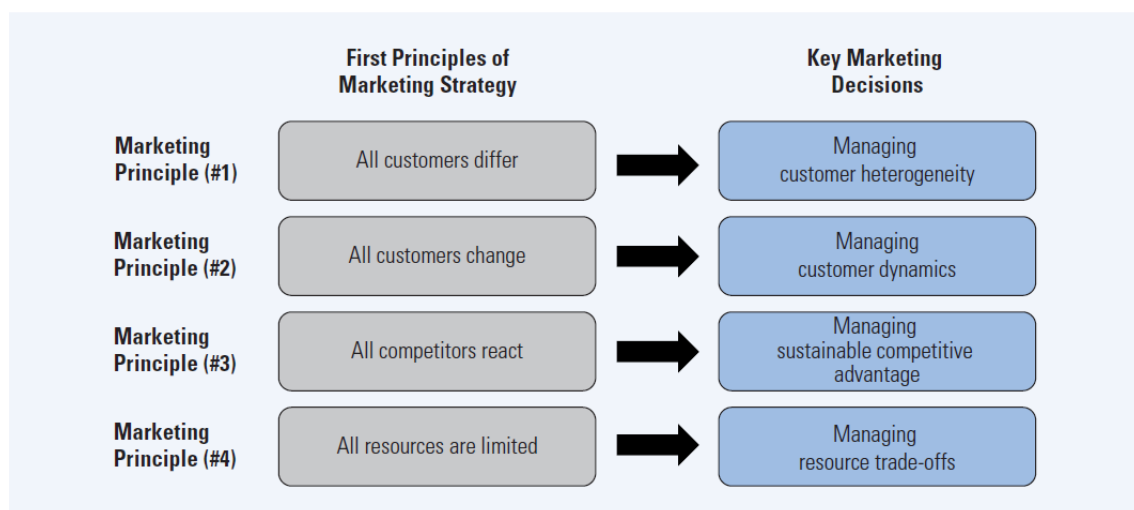 First Principles of
Marketing Strategy
Key Marketing
Decisions
Marketing
Principle (#1)
All customers differ
Managing
customer heterogeneity
Marketing
Principle (#2)
All customers change
Managing
customer dynamics
Marketing
Principle (#3)
All competitors react
Managing
sustainable competitive
advantage
Marketing
Principle (#4)
All resources are limited
Managing
resource trade-offs